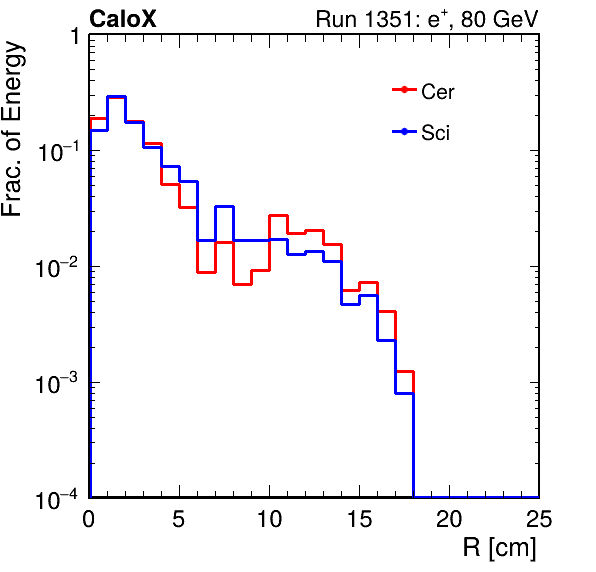 CaloX Run 1351: e⁺, 80 GeV
Frac. of Energy
1
10⁻¹
10⁻²
10⁻³
10⁻⁴
Cer
Sci
0 5 10 15 20 25
R [cm]